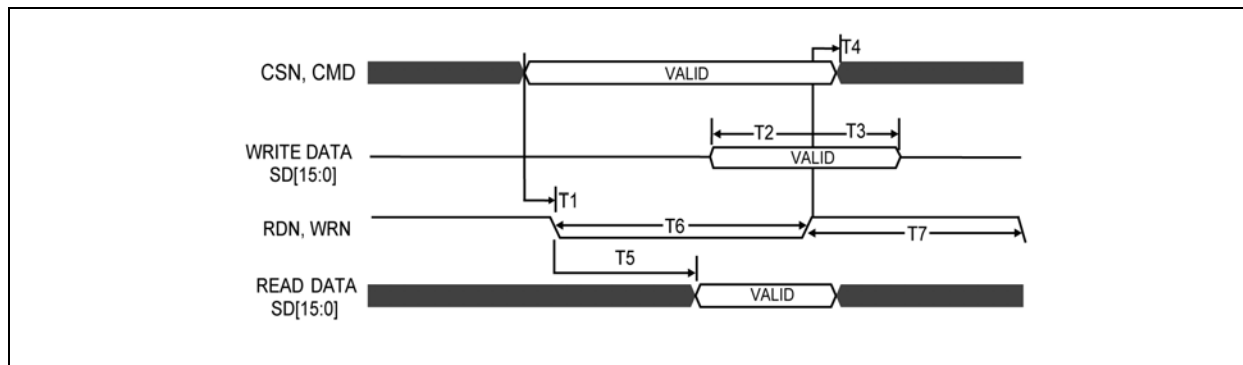 T4
CSN, CMD
VALID
T2
T3
WRITE DATA
SD[15:0]
VALID
T1
RDN, WRN
T6
T7
T5
READ DATA
SD[15:0]
VALID